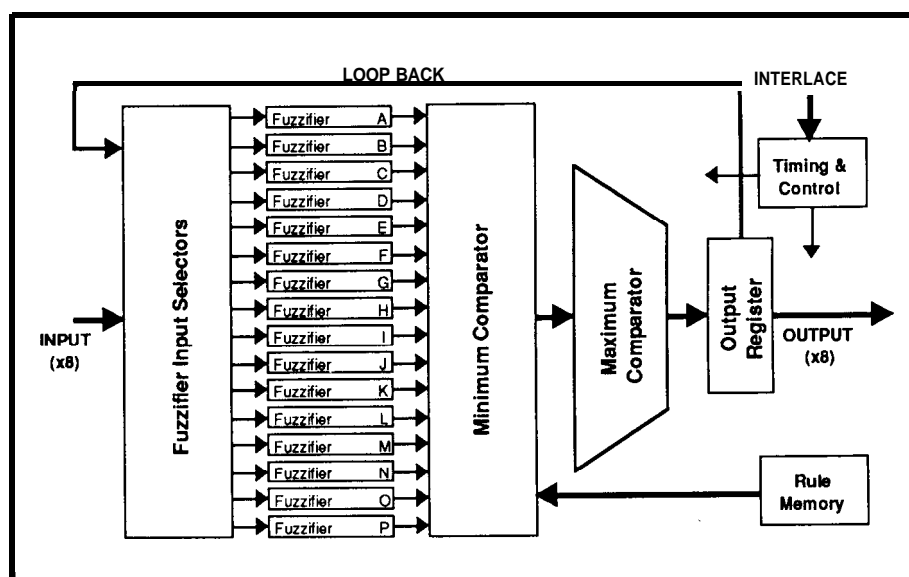 LOOP BACK
INTERLACE
Timing &
Control
Fuzzifier Input Selectors
Fuzzifier A
Fuzzifier B
Fuzzifier C
Fuzzifier D
Fuzzifier E
Fuzzifier F
Fuzzifier G
Fuzzifier H
Fuzzifier I
Fuzzifier J
Fuzzifier K
Fuzzifier L
Fuzzifier M
Fuzzifier N
Fuzzifier O
Fuzzifier P
Minimum Comparator
Maximum
Comparator
Output
Register
INPUT
(x8)
OUTPUT
(x8)
Rule
Memory